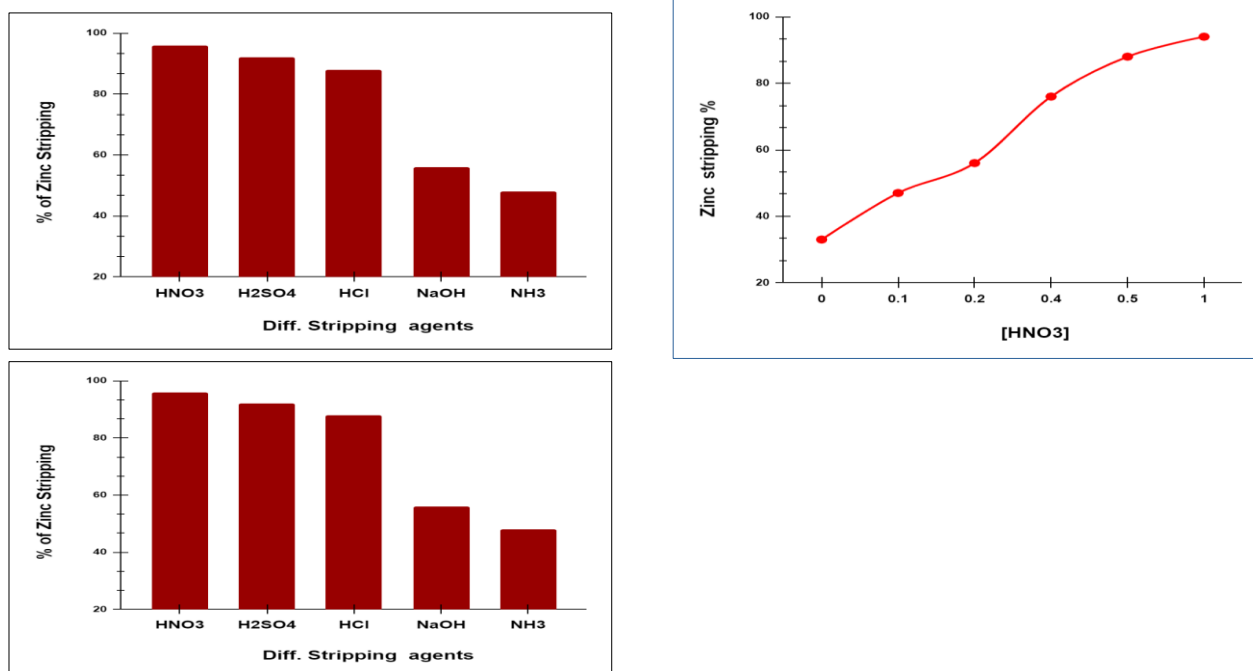 % of Zinc Stripping
100
80
60
40
20
HNO3 H2SO4 HCl NaOH NH3
Diff. Stripping agents
Zinc stripping %
100
80
60
40
20
0 0.1 0.2 0.4 0.5 1
[HNO3]
% of Zinc Stripping
100
80
60
40
20
HNO3 H2SO4 HCl NaOH NH3
Diff. Stripping agents